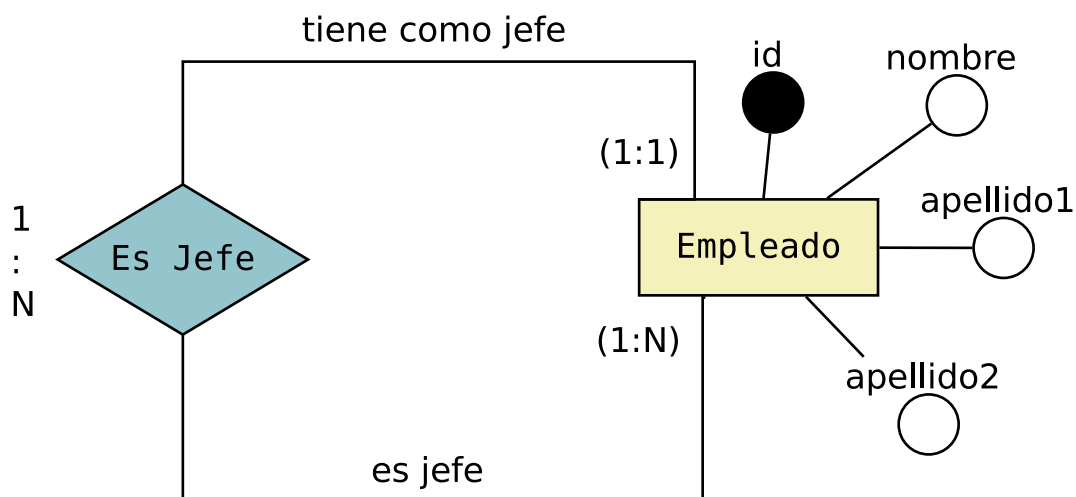 tiene como jefe
id
nombre
(1:1)
apellido1
1
:
N
Es Jefe
Empleado
(1:N)
apellido2
es jefe